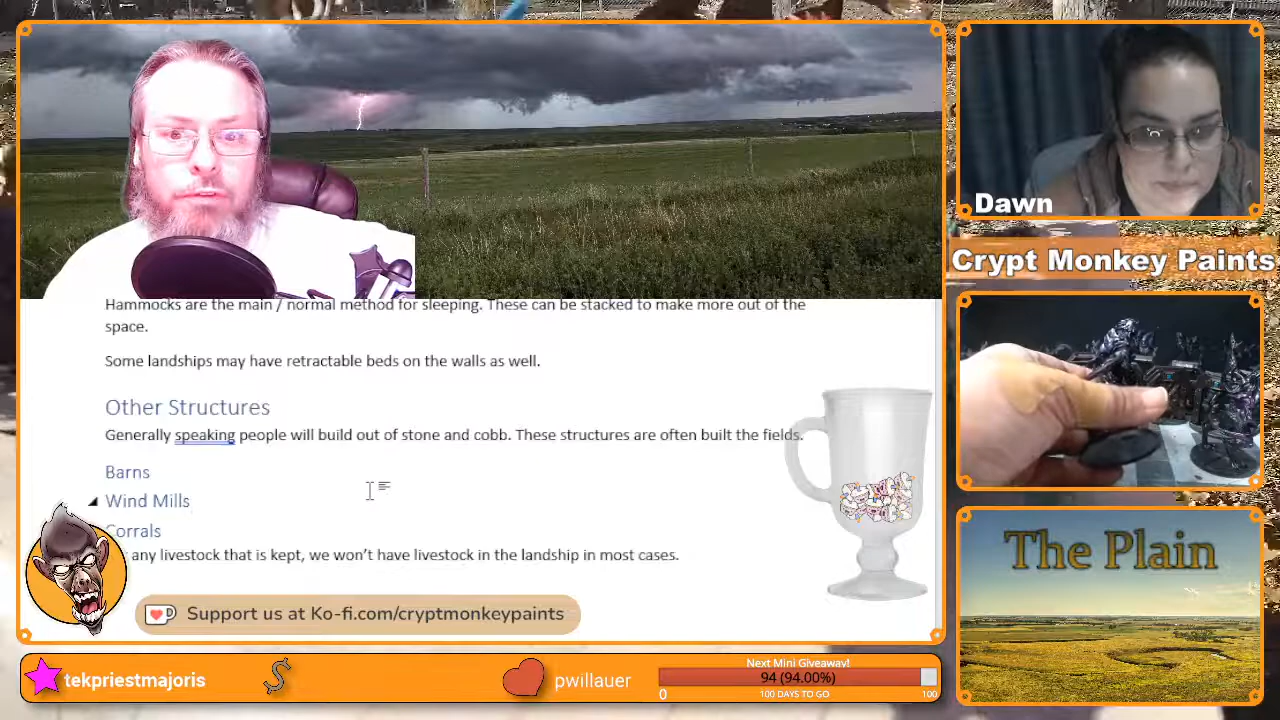 Hammocks are the main / normal method for sleeping. These can be stacked to make more out of the
space.
Some landships may have retractable beds on the walls as well.
Other Structures
Generally speaking people will build out of stone and cobb. These structures are often built the fields.
Barns
Wind Mills
Corrals
any livestock that is kept, we won't have livestock in the landship in most cases.
Support us at Ko-fi.com/cryptmonkeypaints
Dawn
Crypt Monkey Paints
The Plain
tekpriestmajoris
pwillauer
Next Mini Giveaway!
94 (94.00%)
0
100 DAYS TO GO
100